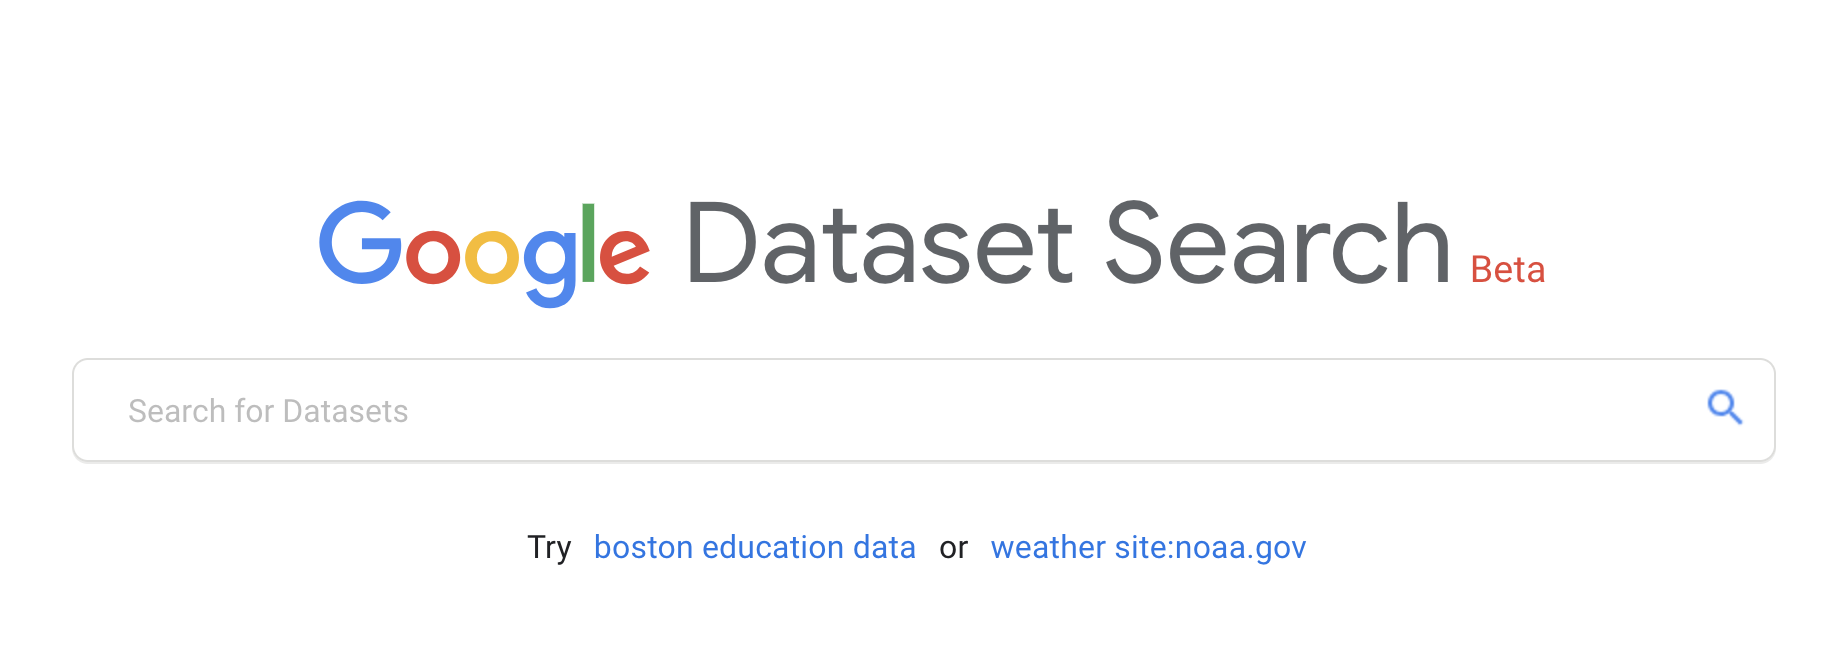 Google Dataset Search Beta
Search for Datasets
Try boston education data or weather site:noaa.gov